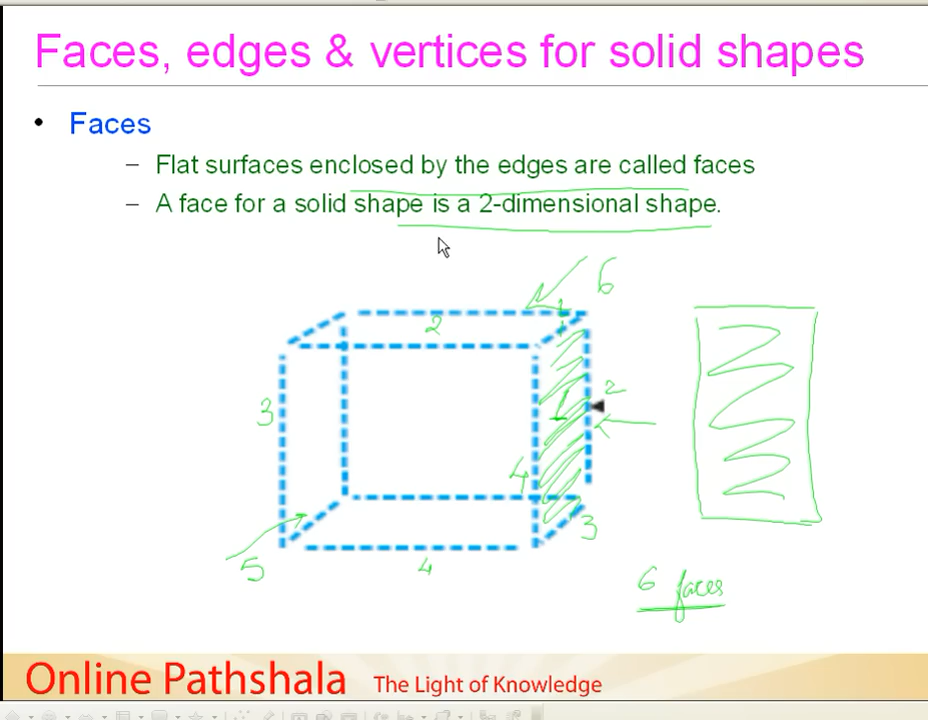 Faces, edges & vertices for solid shapes
• Faces
– Flat surfaces enclosed by the edges are called faces
– A face for a solid shape is a 2-dimensional shape.
6
1
2
3
1
2
4
3
5
4
6 faces
Online Pathshala The Light of Knowledge